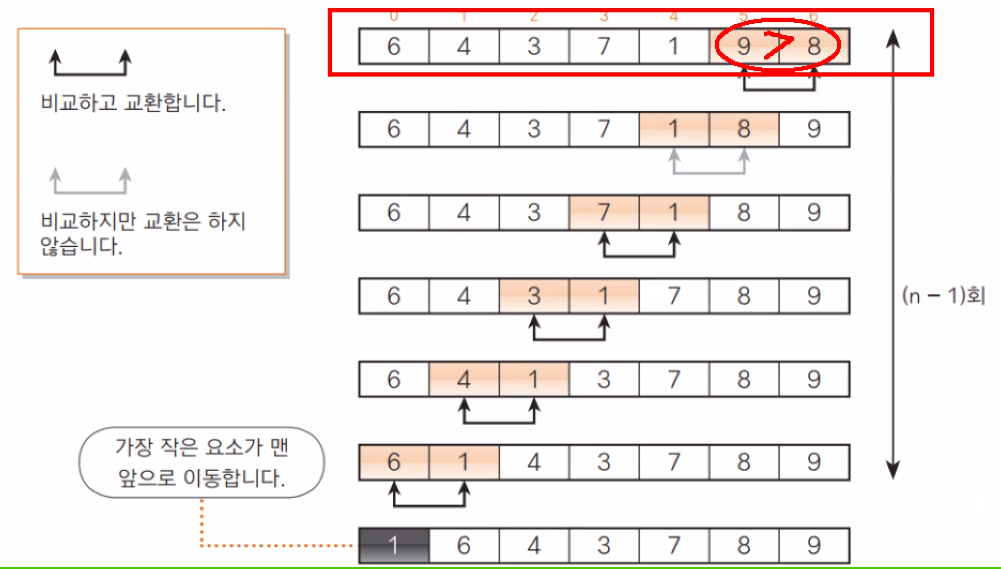 0 1 2 3 4 5 6
6 4 3 7 1 9 > 8
비교하고 교환합니다.
6 4 3 7 1 8 9
비교하지만 교환은 하지
않습니다.
6 4 3 7 1 8 9
6 4 3 1 7 8 9
(n – 1)회
6 4 1 3 7 8 9
가장 작은 요소가 맨
앞으로 이동합니다.
6 1 4 3 7 8 9
1 6 4 3 7 8 9